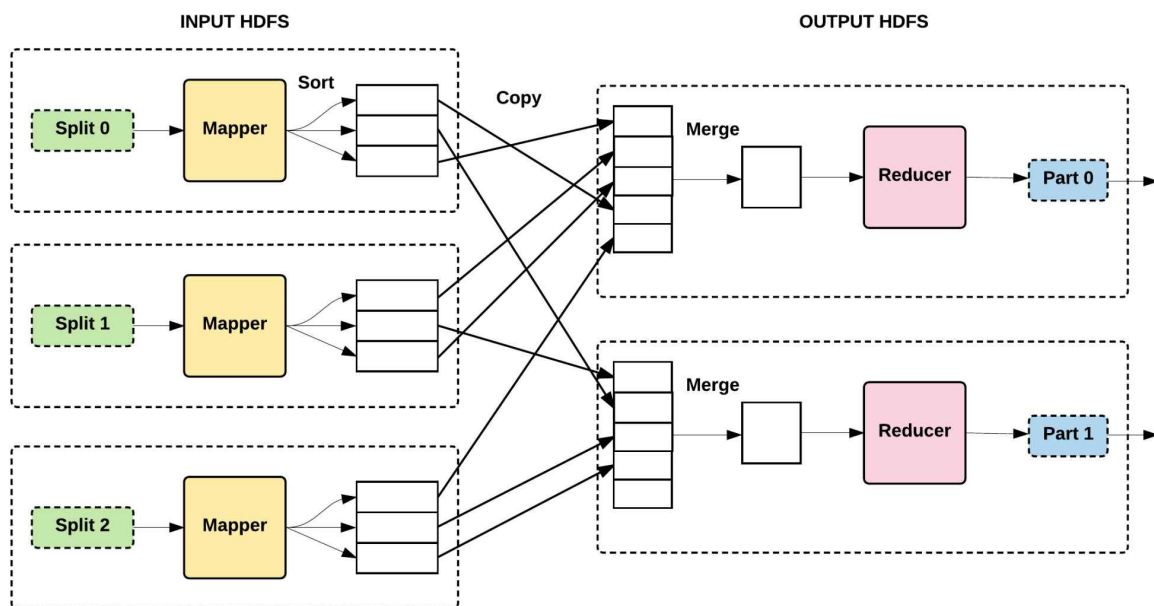 INPUT HDFS
OUTPUT HDFS
Sort
Split 0
Mapper
Copy
Merge
Reducer
Part 0
Split 1
Mapper
Merge
Reducer
Part 1
Split 2
Mapper